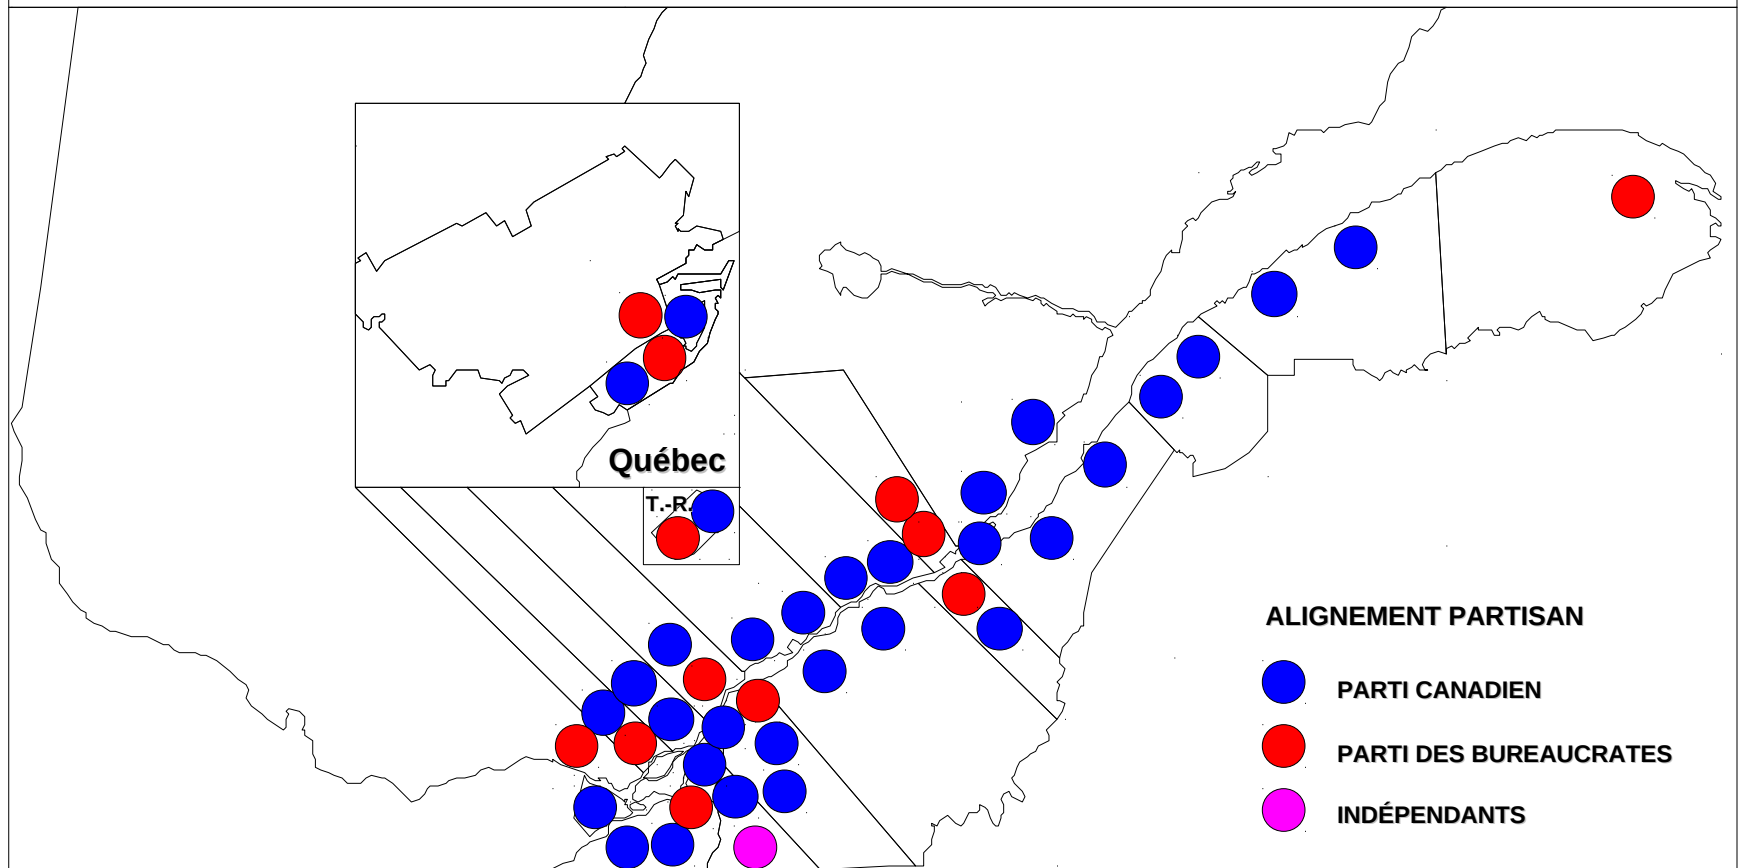 Québec
T.-R.
ALIGNEMENT PARTISAN
PARTI CANADIEN
PARTI DES BUREAUCRATES
INDÉPENDANTS